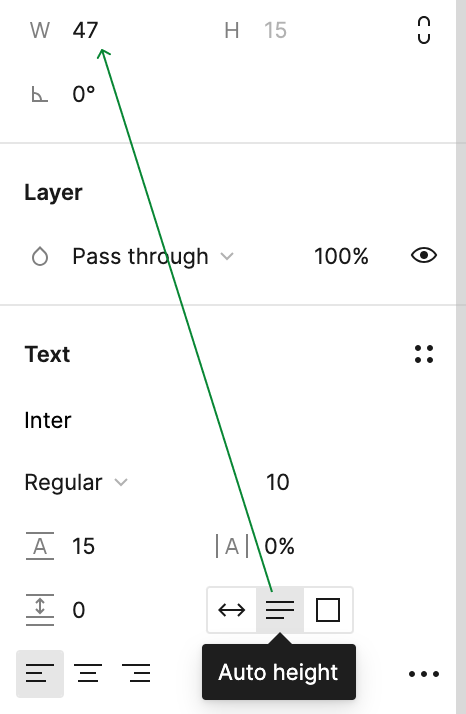 W 47 H 15
0°
Layer
Pass through 100%
Text
Inter
Regular 10
A 15 |A| 0%
0
Auto height